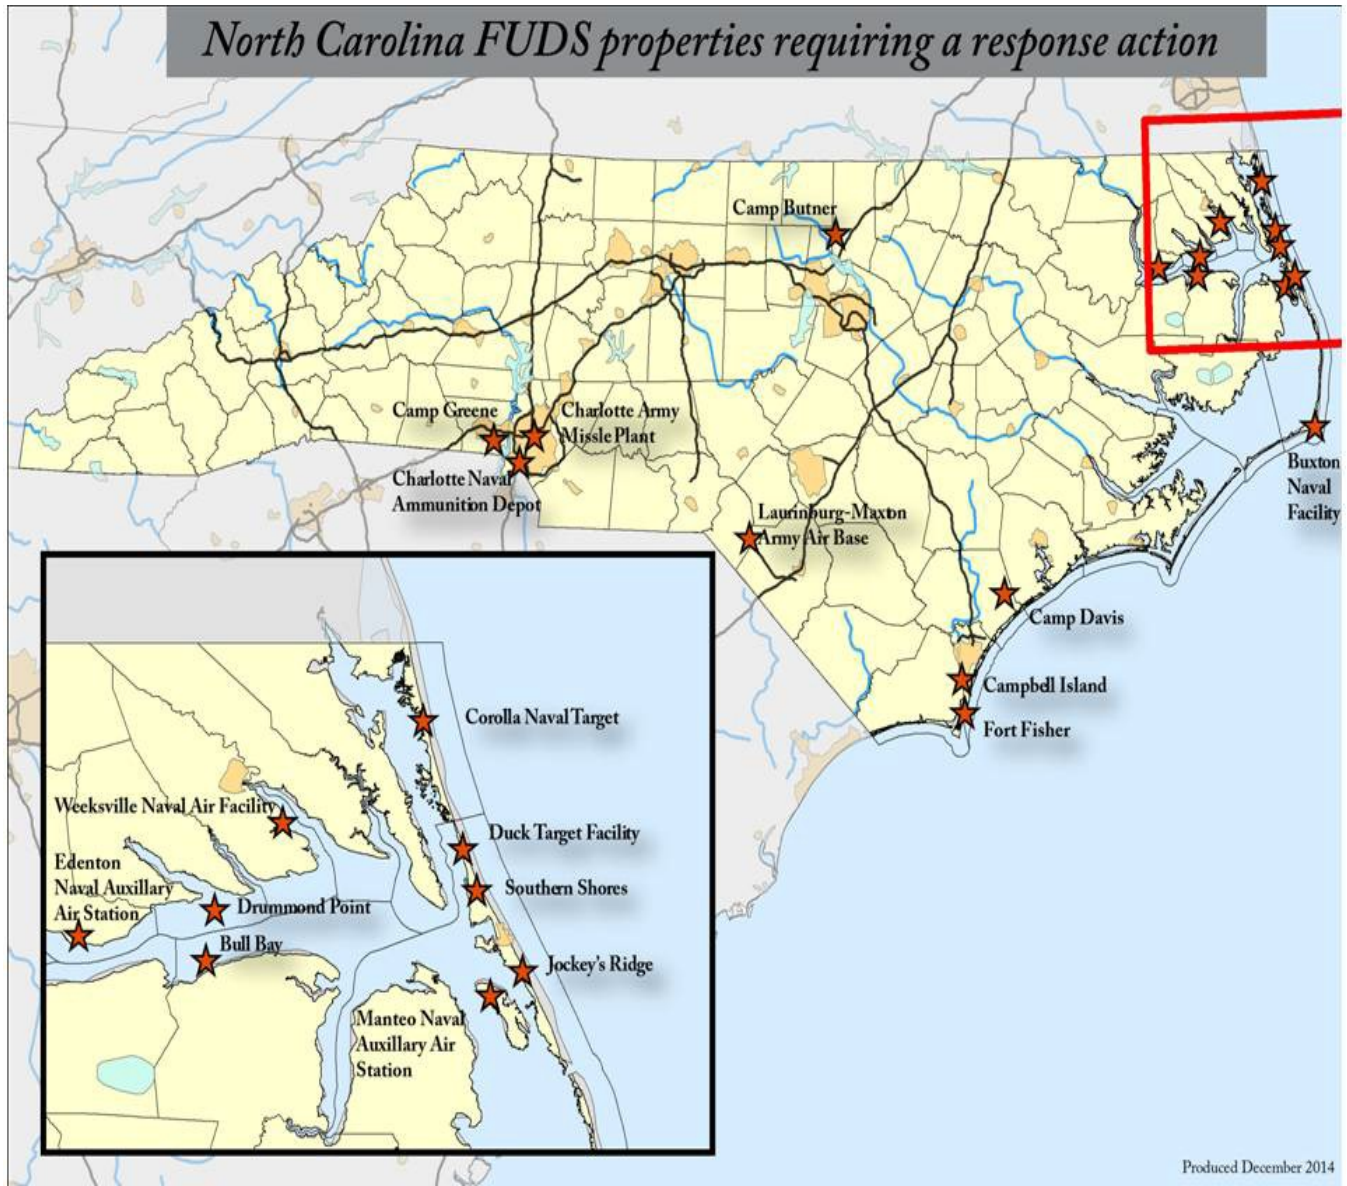 North Carolina FUDS properties requiring a response action
Camp Butner
Camp Greene
Charlotte Army
Missle Plant
Charlotte Naval
Ammunition Depot
Laurinburg-Maxton
Army Air Base
Buxton
Naval
Facility
Camp Davis
Campbell Island
Fort Fisher
Corolla Naval Target
Weeksville Naval Air Facility
Duck Target Facility
Edenton
Naval Auxillary
Air Station
Southern Shores
Drummond Point
Bull Bay
Jockey's Ridge
Manteo Naval
Auxillary Air
Station
Produced December 2014